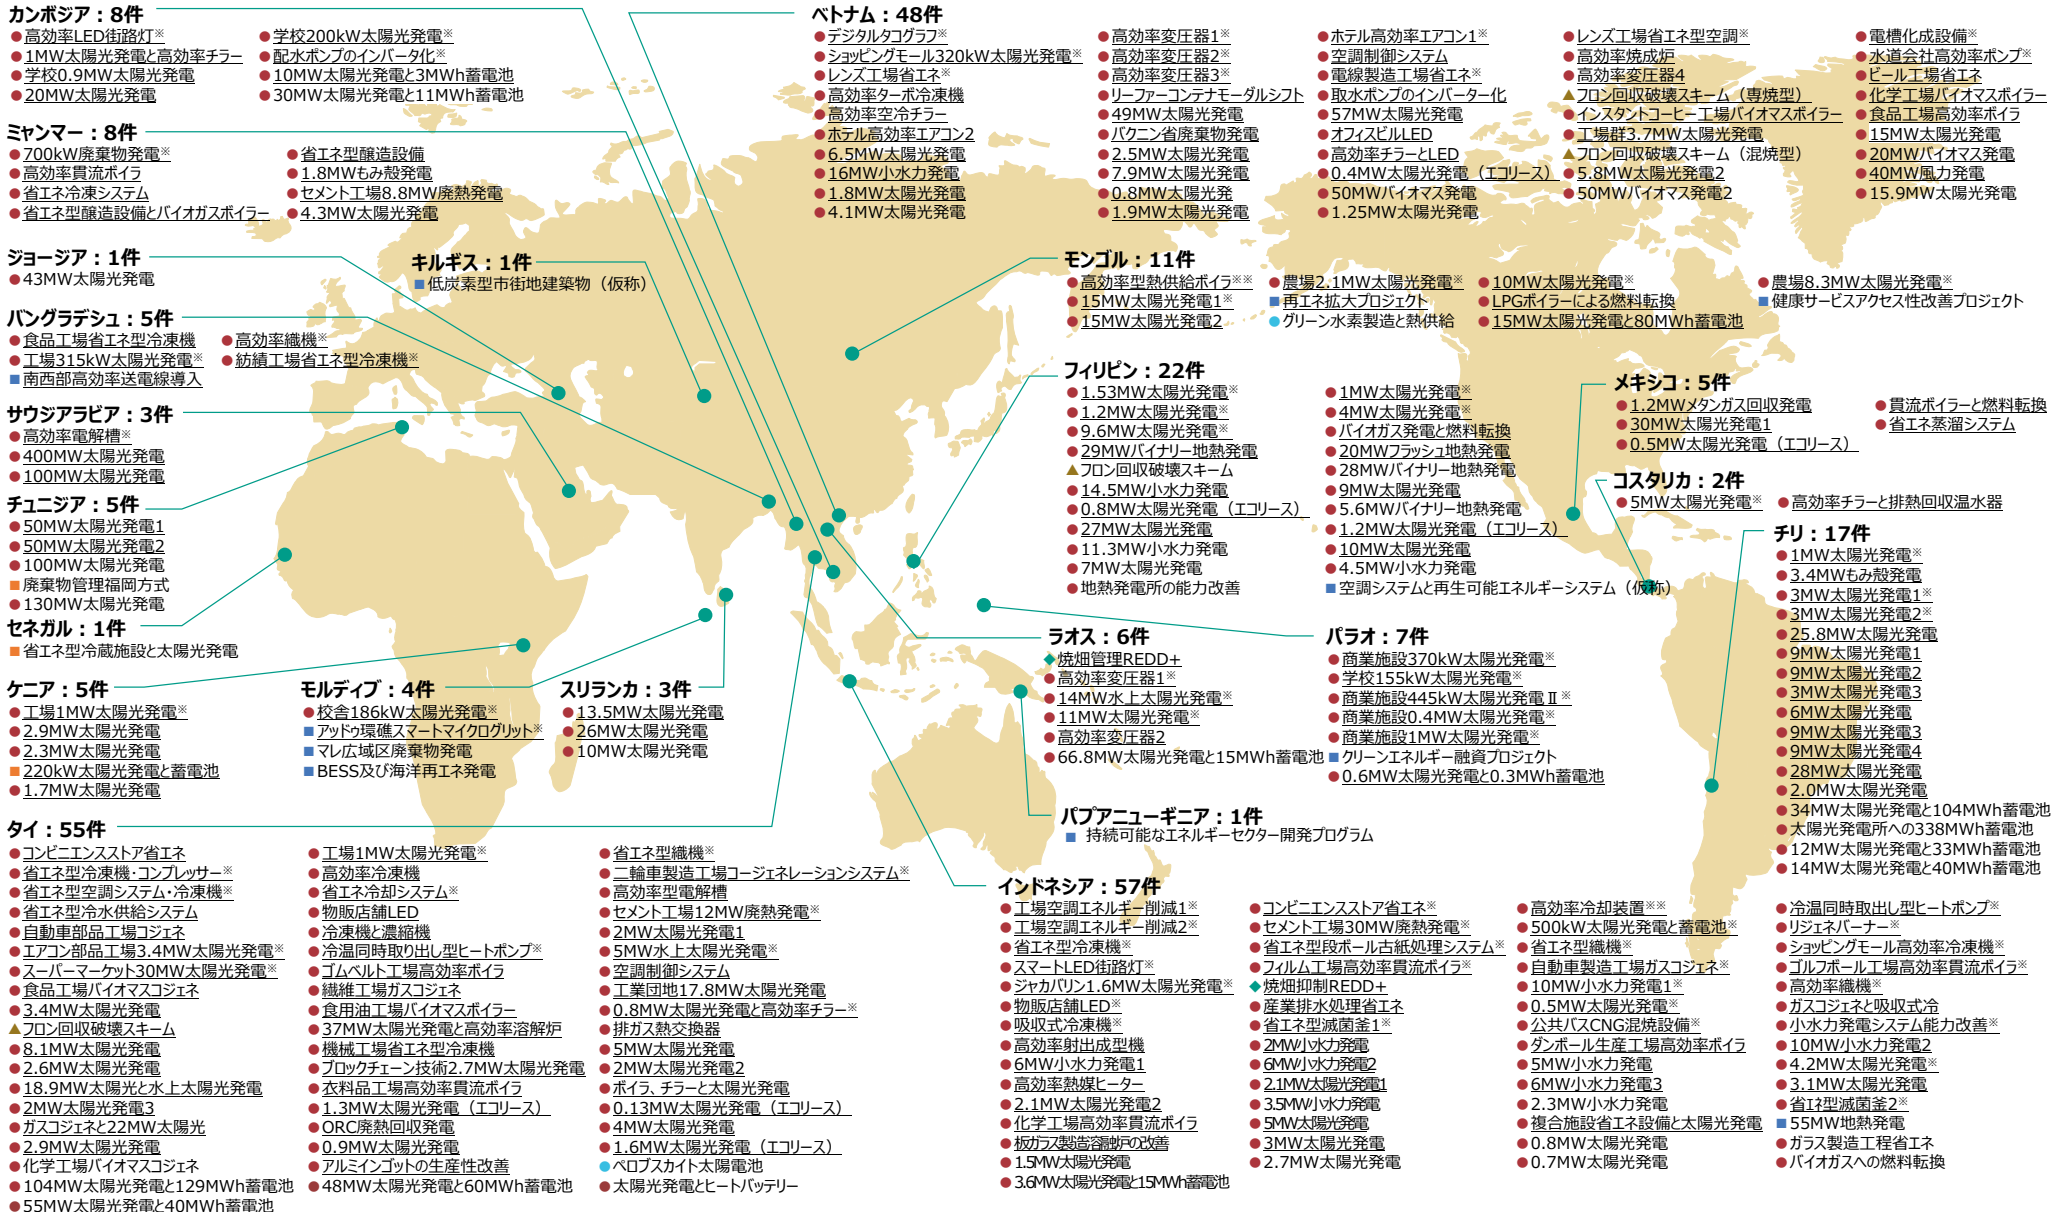 カンボジア：8件
●高効率LED街路灯※
●1MW太陽光発電と高効率チラー
●学校0.9MW太陽光発電
●20MW太陽光発電
●学校200kW太陽光発電※
●配水ポンプのインバータ化※
●10MW太陽光発電と3MWh蓄電池
●30MW太陽光発電と11MWh蓄電池
ミャンマー：8件
●700kW廃棄物発電※
●高効率貫流ボイラ
●省エネ冷凍システム
●省エネ型醸造設備とバイオガスボイラー
●省エネ型醸造設備
●1.8MWもみ殻発電
●セメント工場8.8MW廃熱発電
●4.3MW太陽光発電
ジョージア：1件
●43MW太陽光発電
キルギス：1件
■低炭素型市街地建築物（仮称）
バングラデシュ：5件
●食品工場省エネ型冷凍機
●工場315kW太陽光発電※
■南西部高効率送電線導入
●高効率織機※
●紡績工場省エネ型冷凍機※
サウジアラビア：3件
●高効率電解槽※
●400MW太陽光発電
●100MW太陽光発電
チュニジア：5件
●50MW太陽光発電1
●50MW太陽光発電2
●100MW太陽光発電
■廃棄物管理福岡方式
●130MW太陽光発電
セネガル：1件
■省エネ型冷蔵施設と太陽光発電
ケニア：5件
●工場1MW太陽光発電※
●2.9MW太陽光発電
●2.3MW太陽光発電
■220kW太陽光発電と蓄電池
●1.7MW太陽光発電
モルディブ：4件
●校舎186kW太陽光発電※
■アッドゥ環礁スマートマイクログリット※
■マレ広域区廃棄物発電
■BESS及び海洋再エネ発電
スリランカ：3件
●13.5MW太陽光発電
●26MW太陽光発電
●10MW太陽光発電
タイ：55件
●コンビニエンスストア省エネ
●省エネ型冷凍機・コンプレッサー※
●省エネ型空調システム・冷凍機※
●省エネ型冷水供給システム
●自動車部品工場コジェネ
●エアコン部品工場3.4MW太陽光発電※
●スーパーマーケット30MW太陽光発電※
●食品工場バイオマスコジェネ
●3.4MW太陽光発電
▲フロン回収破壊スキーム
●8.1MW太陽光発電
●2.6MW太陽光発電
●18.9MW太陽光と水上太陽光発電
●2MW太陽光発電3
●ガスコジェネと22MW太陽光
●2.9MW太陽光発電
●化学工場バイオマスコジェネ
●104MW太陽光発電と129MWh蓄電池
●55MW太陽光発電と40MWh蓄電池
●工場1MW太陽光発電※
●高効率冷凍機
●省エネ冷却システム※
●物販店舗LED
●冷凍機と濃縮機
●冷温同時取り出し型ヒートポンプ※
●ゴムベルト工場高効率ボイラ
●繊維工場ガスコジェネ
●食用油工場バイオマスボイラー
●37MW太陽光発電と高効率溶解炉
●機械工場省エネ型冷凍機
●ブロックチェーン技術2.7MW太陽光発電
●衣料品工場高効率貫流ボイラ
●1.3MW太陽光発電（エコリース）
●ORC廃熱回収発電
●0.9MW太陽光発電
●アルミインゴットの生産性改善
●48MW太陽光発電と60MWh蓄電池
●省エネ型織機※
●二輪車製造工場コージェネレーションシステム※
●高効率型電解槽
●セメント工場12MW廃熱発電※
●2MW太陽光発電1
●5MW水上太陽光発電※
●空調制御システム
●工業団地17.8MW太陽光発電
●0.8MW太陽光発電と高効率チラー※
●排ガス熱交換器
●5MW太陽光発電
●2MW太陽光発電2
●ボイラ、チラーと太陽光発電
●0.13MW太陽光発電（エコリース）
●4MW太陽光発電
●1.6MW太陽光発電（エコリース）
●ペロブスカイト太陽電池
●太陽光発電とヒートバッテリー
ベトナム：48件
●デジタルタコグラフ※
●ショッピングモール320kW太陽光発電※
●レンズ工場省エネ※
●高効率ターボ冷凍機
●高効率空冷チラー
●ホテル高効率エアコン2
●6.5MW太陽光発電
●16MW小水力発電
●1.8MW太陽光発電
●4.1MW太陽光発電
●高効率変圧器1※
●高効率変圧器2※
●高効率変圧器3※
●リーファーコンテナモーダルシフト
●49MW太陽光発電
●バクニン省廃棄物発電
●2.5MW太陽光発電
●7.9MW太陽光発電
●0.8MW太陽光発
●1.9MW太陽光発電
●ホテル高効率エアコン1※
●空調制御システム
●電線製造工場省エネ※
●取水ポンプのインバーター化
●57MW太陽光発電
●オフィスビルLED
●高効率チラーとLED
●0.4MW太陽光発電（エコリース）
●50MWバイオマス発電
●1.25MW太陽光発電
●レンズ工場省エネ型空調※
●高効率焼成炉
●高効率変圧器4
▲フロン回収破壊スキーム（専焼型）
●インスタントコーヒー工場バイオマスボイラー
●工場群3.7MW太陽光発電
▲フロン回収破壊スキーム（混焼型）
●5.8MW太陽光発電2
●50MWバイオマス発電2
●電槽化成設備※
●水道会社高効率ポンプ※
●ビール工場省エネ
●化学工場バイオマスボイラー
●食品工場高効率ボイラ
●15MW太陽光発電
●20MWバイオマス発電
●40MW風力発電
●15.9MW太陽光発電
モンゴル：11件
●高効率型熱供給ボイラ※※
●15MW太陽光発電1※
●15MW太陽光発電2
●農場2.1MW太陽光発電※
■再エネ拡大プロジェクト
●グリーン水素製造と熱供給
●10MW太陽光発電※
●LPGボイラーによる燃料転換
●15MW太陽光発電と80MWh蓄電池
●農場8.3MW太陽光発電※
■健康サービスアクセス性改善プロジェクト
フィリピン：22件
●1.53MW太陽光発電※
●1.2MW太陽光発電※
●9.6MW太陽光発電※
●29MWバイナリー地熱発電
▲フロン回収破壊スキーム
●14.5MW小水力発電
●0.8MW太陽光発電（エコリース）
●27MW太陽光発電
●11.3MW小水力発電
●7MW太陽光発電
●地熱発電所の能力改善
●1MW太陽光発電※
●4MW太陽光発電※
●バイオガス発電と燃料転換
●20MWフラッシュ地熱発電
●28MWバイナリー地熱発電
●9MW太陽光発電
●5.6MWバイナリー地熱発電
●1.2MW太陽光発電（エコリース）
●10MW太陽光発電
●4.5MW小水力発電
■空調システムと再生可能エネルギーシステム（仮称）
メキシコ：5件
●1.2MWメタンガス回収発電
●30MW太陽光発電1
●0.5MW太陽光発電（エコリース）
●貫流ボイラーと燃料転換
●省エネ蒸溜システム
コスタリカ：2件
●5MW太陽光発電※
●高効率チラーと排熱回収温水器
チリ：17件
●1MW太陽光発電※
●3.4MWもみ殻発電
●3MW太陽光発電1※
●3MW太陽光発電2※
●25.8MW太陽光発電
●9MW太陽光発電1
●9MW太陽光発電2
●3MW太陽光発電3
●6MW太陽光発電
●9MW太陽光発電3
●9MW太陽光発電4
●28MW太陽光発電
●2.0MW太陽光発電
●34MW太陽光発電と104MWh蓄電池
●太陽光発電所への338MWh蓄電池
●12MW太陽光発電と33MWh蓄電池
●14MW太陽光発電と40MWh蓄電池
ラオス：6件
◆焼畑管理REDD+
●高効率変圧器1※
●14MW水上太陽光発電※
●11MW太陽光発電※
●高効率変圧器2
●66.8MW太陽光発電と15MWh蓄電池
パラオ：7件
●商業施設370kW太陽光発電※
●学校155kW太陽光発電※
●商業施設445kW太陽光発電Ⅱ※
●商業施設0.4MW太陽光発電※
●商業施設1MW太陽光発電※
■クリーンエネルギー融資プロジェクト
●0.6MW太陽光発電と0.3MWh蓄電池
パプアニューギニア：1件
■持続可能なエネルギーセクター開発プログラム
インドネシア：57件
●工場空調エネルギー削減1※
●工場空調エネルギー削減2※
●省エネ型冷凍機※
●スマートLED街路灯※
●ジャカバリン1.6MW太陽光発電※
●物販店舗LED※
●吸収式冷凍機※
●高効率射出成型機
●6MW小水力発電1
●高効率熱媒ヒーター
●2.1MW太陽光発電2
●化学工場高効率貫流ボイラ
●板ガラス製造溶融炉の改善
●1.5MW太陽光発電
●3.6MW太陽光発電と15MWh蓄電池
●コンビニエンスストア省エネ※
●セメント工場30MW廃熱発電※
●省エネ型段ボール古紙処理システム※
●フィルム工場高効率貫流ボイラ※
◆焼畑抑制REDD+
●産業排水処理省エネ
●省エネ型滅菌釜1※
●2MW小水力発電
●6MW小水力発電2
●2.1MW太陽光発電1
●3.5MW小水力発電
●5MW太陽光発電
●3MW太陽光発電
●2.7MW太陽光発電
●高効率冷却装置※※
●500kW太陽光発電と蓄電池※
●省エネ型織機※
●自動車製造工場ガスコジェネ※
●10MW小水力発電1※
●0.5MW太陽光発電※
●公共バスCNG混焼設備※
●ダンボール生産工場高効率ボイラ
●5MW小水力発電
●6MW小水力発電3
●2.3MW小水力発電
●複合施設省エネ設備と太陽光発電
●0.8MW太陽光発電
●0.7MW太陽光発電
●冷温同時取出し型ヒートポンプ※
●リジェネバーナー※
●ショッピングモール高効率冷凍機※
●ゴルフボール工場高効率貫流ボイラ※
●高効率織機※
●ガスコジェネと吸収式冷
●小水力発電システム能力改善※
●10MW小水力発電2
●4.2MW太陽光発電※
●3.1MW太陽光発電
●省エネ型滅菌釜2※
■55MW地熱発電
●ガラス製造工程省エネ
●バイオガスへの燃料転換